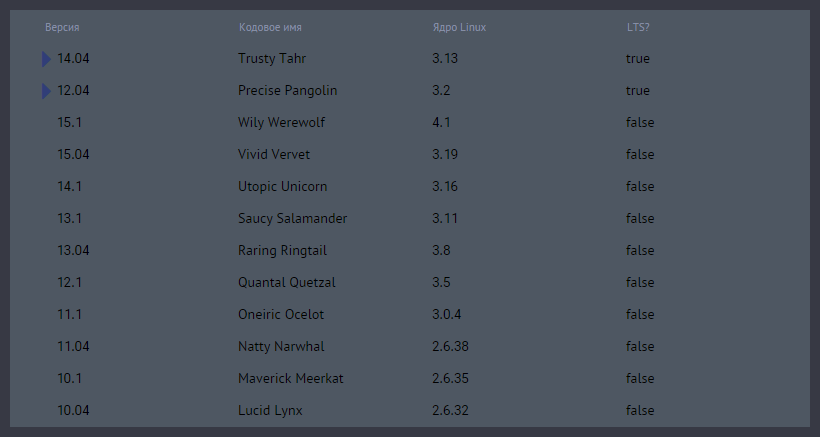 Версия Кодовое имя Ядро Linux LTS?
14.04 Trusty Tahr 3.13 true
12.04 Precise Pangolin 3.2 true
15.1 Wily Werewolf 4.1 false
15.04 Vivid Vervet 3.19 false
14.1 Utopic Unicorn 3.16 false
13.1 Saucy Salamander 3.11 false
13.04 Raring Ringtail 3.8 false
12.1 Quantal Quetzal 3.5 false
11.1 Oneiric Ocelot 3.0.4 false
11.04 Natty Narwhal 2.6.38 false
10.1 Maverick Meerkat 2.6.35 false
10.04 Lucid Lynx 2.6.32 false